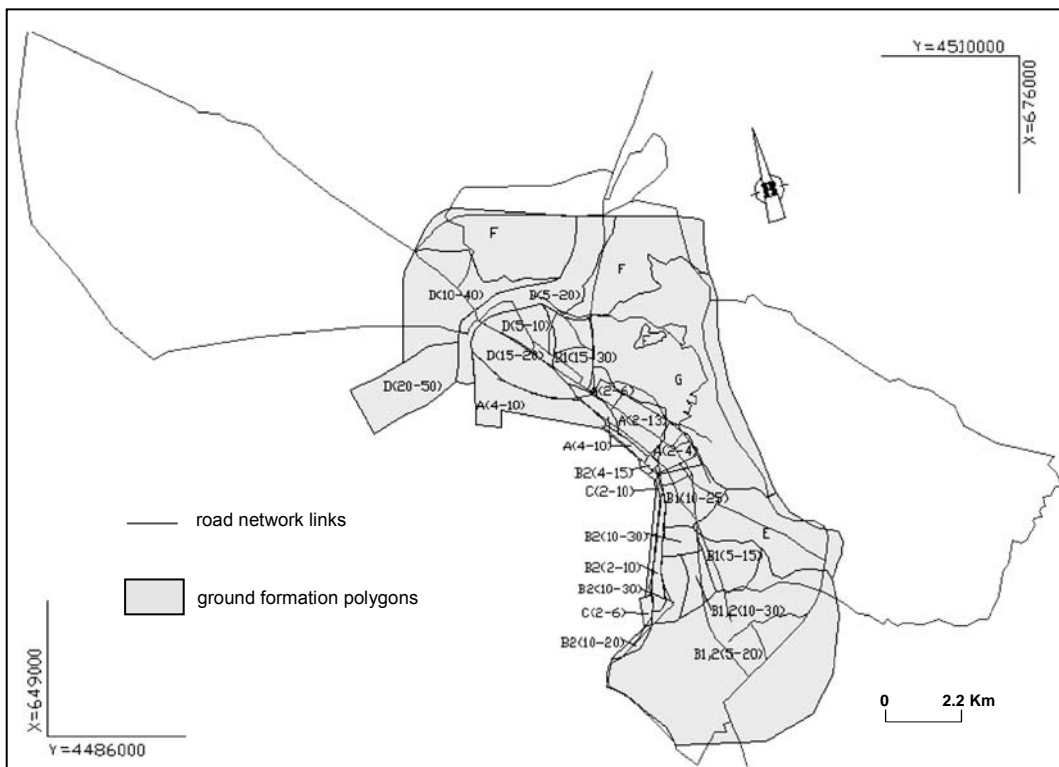 Y=4510000
X=676000
F
F
D(10-40)
D(5-20)
D(5-10)
D(15-20)
B1(15-30)
F
D(20-50)
A(2-6)
G
A(4-10)
A(2-13)
A(4-10)
A(2-4)
B2(4-15)
C(2-10)
B1(10-25)
road network links
B2(10-30)
E
B1(5-15)
B2(2-10)
B2(10-30)
ground formation polygons
C(2-6)
B1,2(10-30)
B2(10-20)
B1,2(5-20)
X=649000
Y=4486000
0 2.2 Km